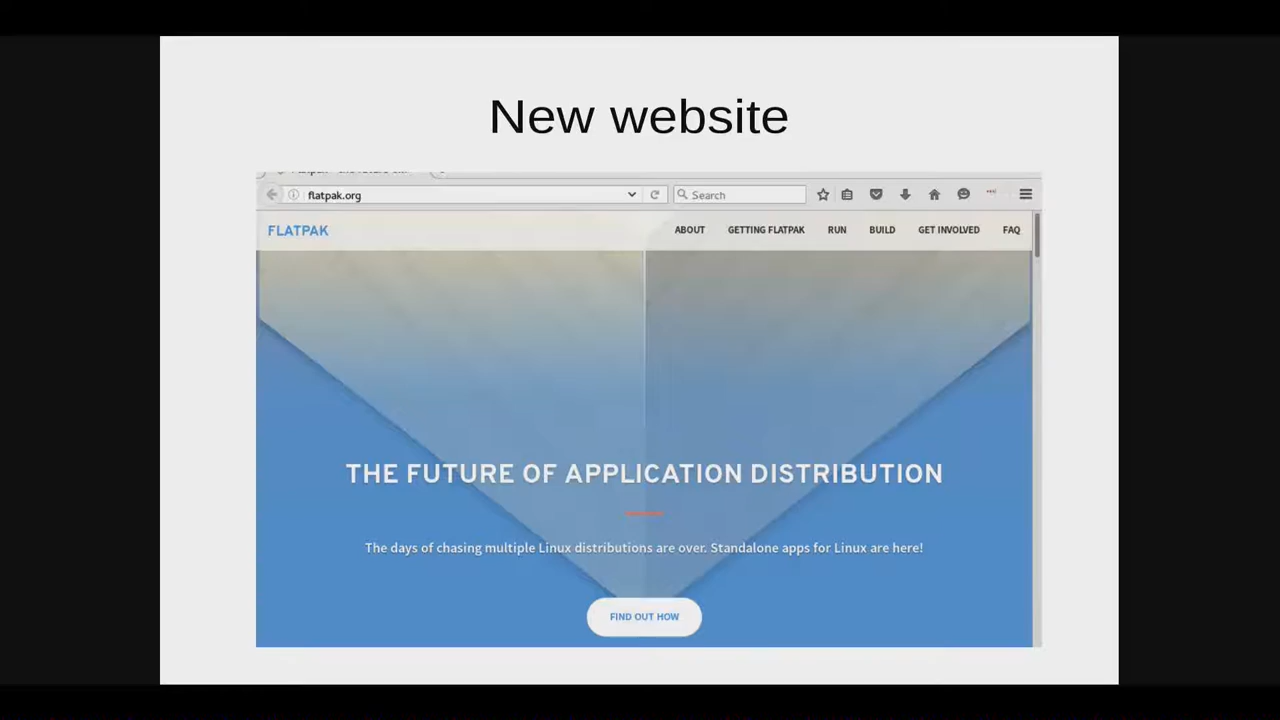 New website
flatpak.org
Search
FLATPAK
ABOUT GETTING FLATPAK RUN BUILD GET INVOLVED FAQ
THE FUTURE OF APPLICATION DISTRIBUTION
The days of chasing multiple Linux distributions are over. Standalone apps for Linux are here!
FIND OUT HOW